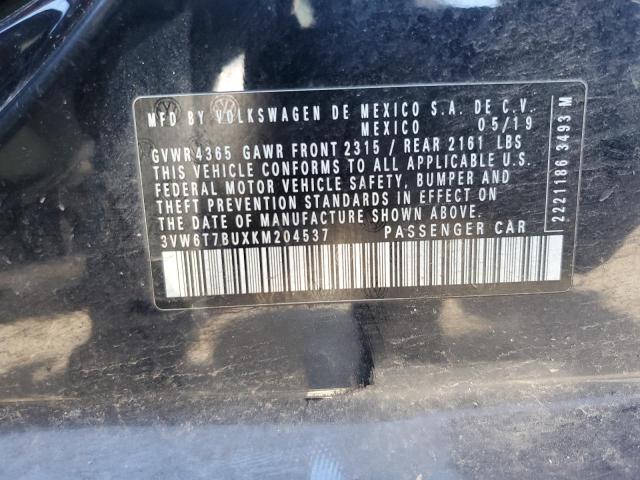 MFD BY VOLKSWAGEN DE MEXICO S.A. DE C.V.
MEXICO 05/19
GVWR 4365 GAWR FRONT 2315 / REAR 2161 LBS
THIS VEHICLE CONFORMS TO ALL APPLICABLE U.S.
FEDERAL MOTOR VEHICLE SAFETY, BUMPER AND
THEFT PREVENTION STANDARDS IN EFFECT ON
THE DATE OF MANUFACTURE SHOWN ABOVE.
3VW6T7BUXKM204537 PASSENGER CAR
2221186 3493 M